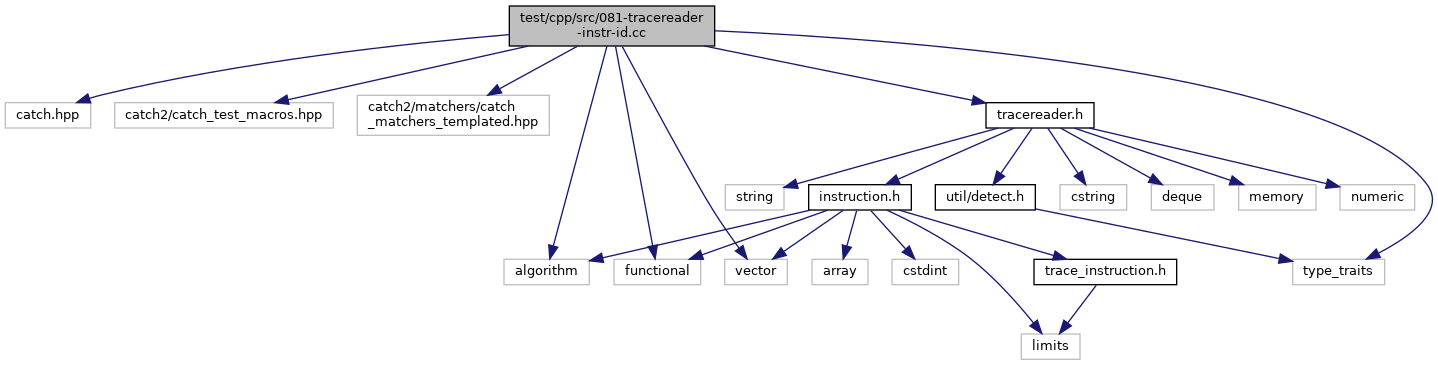 test/cpp/src/081-tracereader
-instr-id.cc
catch.hpp
catch2/catch_test_macros.hpp
catch2/matchers/catch
_matchers_templated.hpp
tracereader.h
string
instruction.h
util/detect.h
cstring
deque
memory
numeric
algorithm
functional
vector
array
cstdint
trace_instruction.h
type_traits
limits